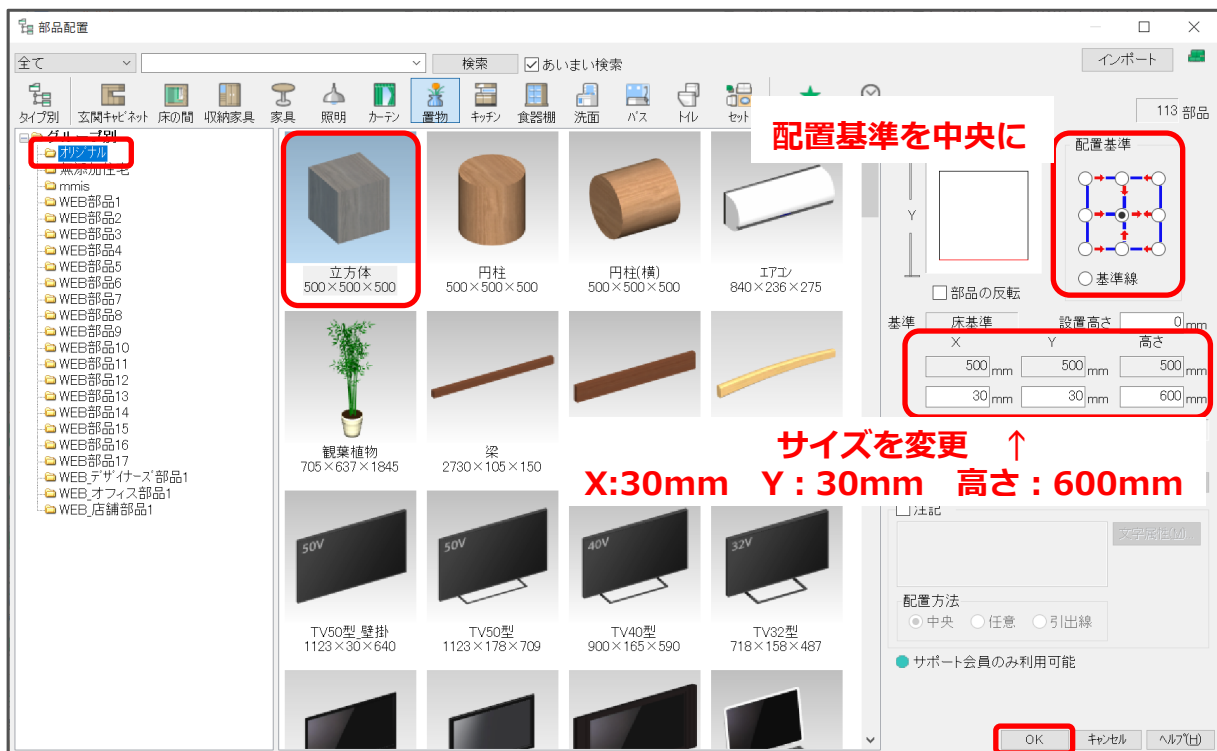 部品配置
全て
検索
あいまい検索
インポート
タイプ別
玄関キャビネット
床の間
収納家具
家具
照明
カーテン
置物
キッチン
食器棚
洗面
バス
トイレ
セット
113 部品
配置基準を中央に
配置基準
グループ別
オリジナル
無添加住宅
mmis
WEB部品1
WEB部品2
WEB部品3
WEB部品4
WEB部品5
WEB部品6
WEB部品7
WEB部品8
WEB部品9
WEB部品10
WEB部品11
WEB部品12
WEB部品13
WEB部品14
WEB部品15
WEB部品16
WEB部品17
WEB_デザイナーズ部品1
WEB_オフィス部品1
WEB_店舗部品1
立方体
500×500×500
円柱
500×500×500
円柱(横)
500×500×500
エアコン
840×236×275
観葉植物
705×637×1845
梁
2730×105×150
50V
50V
40V
32V
TV50型_壁掛
1123×30×640
TV50型
1123×178×709
TV40型
900×165×590
TV32型
718×158×487
Y
基準線
部品の反転
基準 床基準 設置高さ 0 mm
X Y 高さ
500 mm 500 mm 500 mm
30 mm 30 mm 600 mm
サイズを変更 ↑
X:30mm Y:30mm 高さ:600mm
注記
文字属性(M)
配置方法
中央 任意 引出線
サポート会員のみ利用可能
OK キャンセル ヘルプ(H)